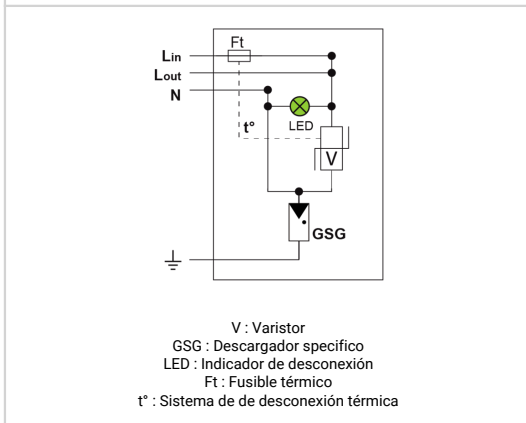 Ft
Lin
Lout
N
LED
t°
V
GSG
V : Varistor
GSG : Descargador specifico
LED : Indicador de desconexión
Ft : Fusible térmico
t° : Sistema de de desconexión térmica